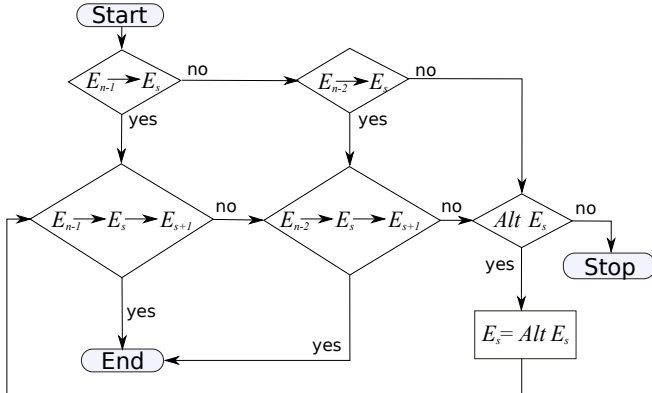 Start
E_{n-1} → E_s
no
E_{n-2} → E_s
no
yes
yes
E_{n-1} → E_s → E_{s+1}
no
E_{n-2} → E_s → E_{s+1}
no
Alt E_s
no
yes
Stop
yes
yes
E_s = Alt E_s
End